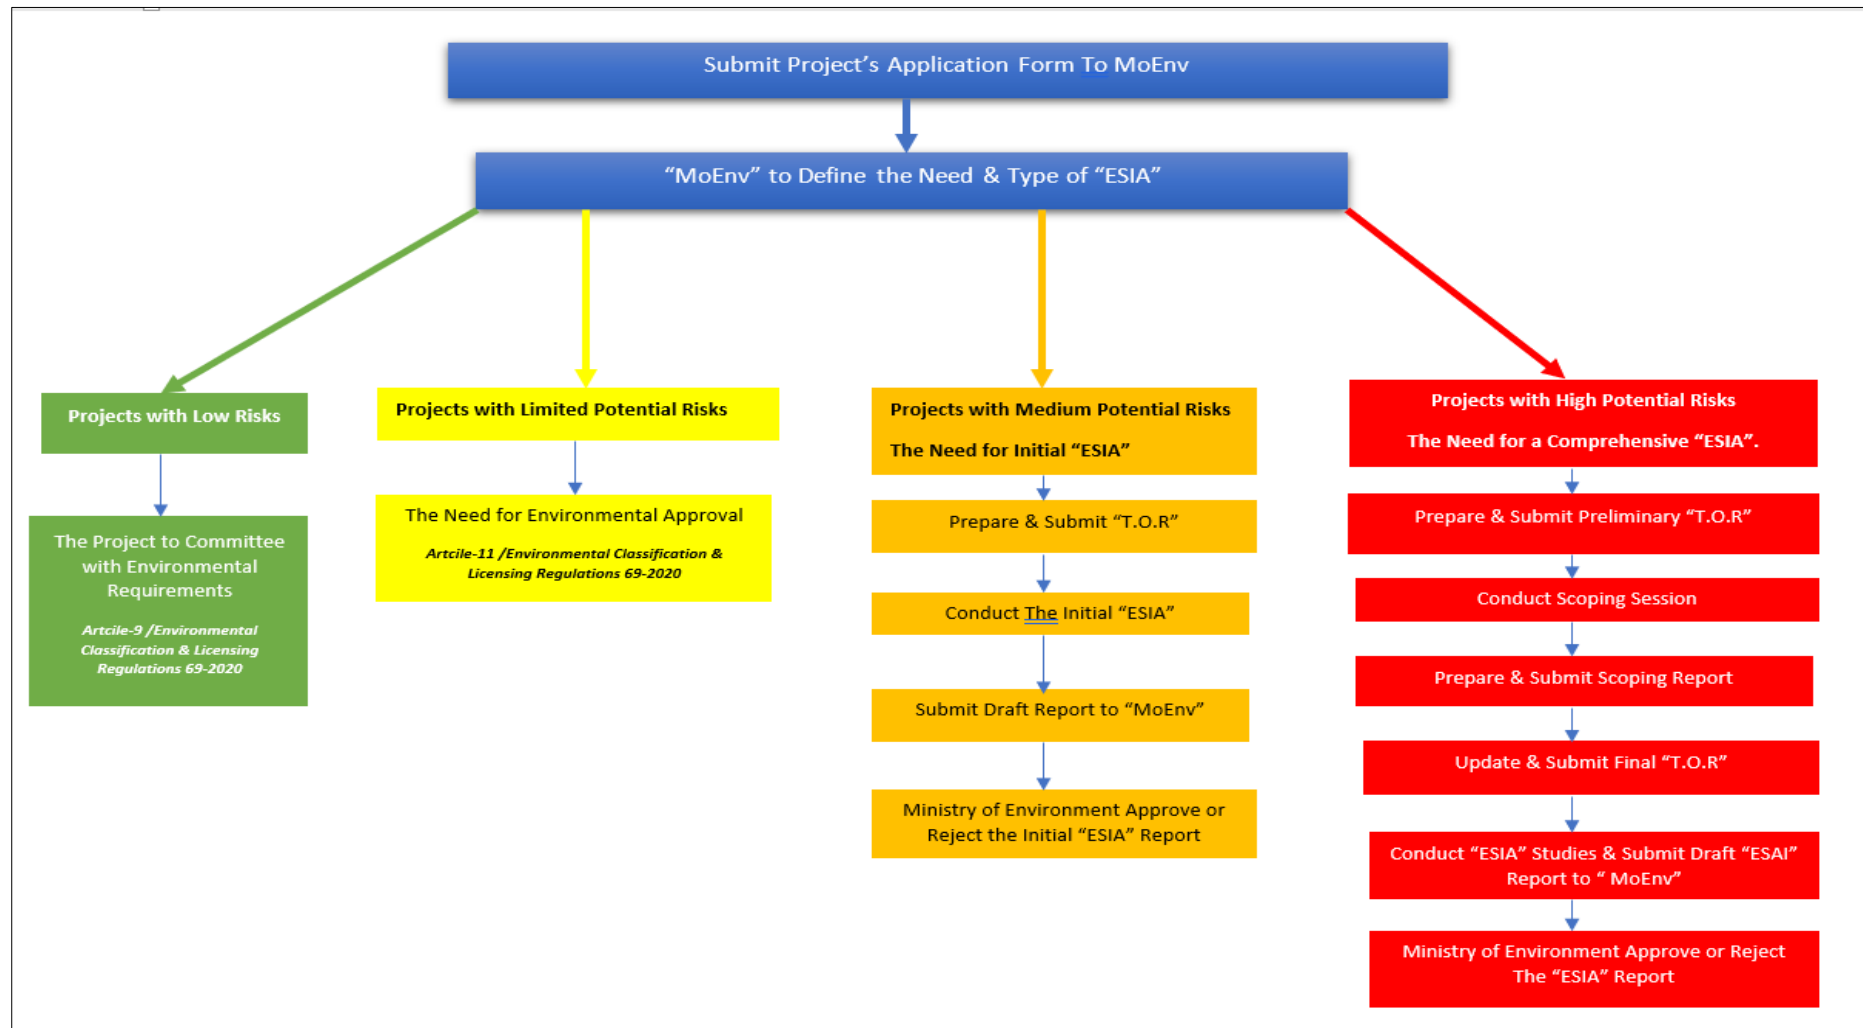 Submit Project’s Application Form To MoEnv
“MoEnv” to Define the Need & Type of “ESIA”
Projects with Low Risks
The Project to Committee
with Environmental
Requirements
Artcile-9 /Environmental
Classification & Licensing
Regulations 69-2020
Projects with Limited Potential Risks
The Need for Environmental Approval
Artcile-11 /Environmental Classification &
Licensing Regulations 69-2020
Projects with Medium Potential Risks
The Need for Initial “ESIA”
Prepare & Submit “T.O.R”
Conduct The Initial “ESIA”
Submit Draft Report to “MoEnv”
Ministry of Environment Approve or
Reject the Initial “ESIA” Report
Projects with High Potential Risks
The Need for a Comprehensive “ESIA”.
Prepare & Submit Preliminary “T.O.R”
Conduct Scoping Session
Prepare & Submit Scoping Report
Update & Submit Final “T.O.R”
Conduct “ESIA” Studies & Submit Draft “ESAI”
Report to “ MoEnv”
Ministry of Environment Approve or Reject
The “ESIA” Report